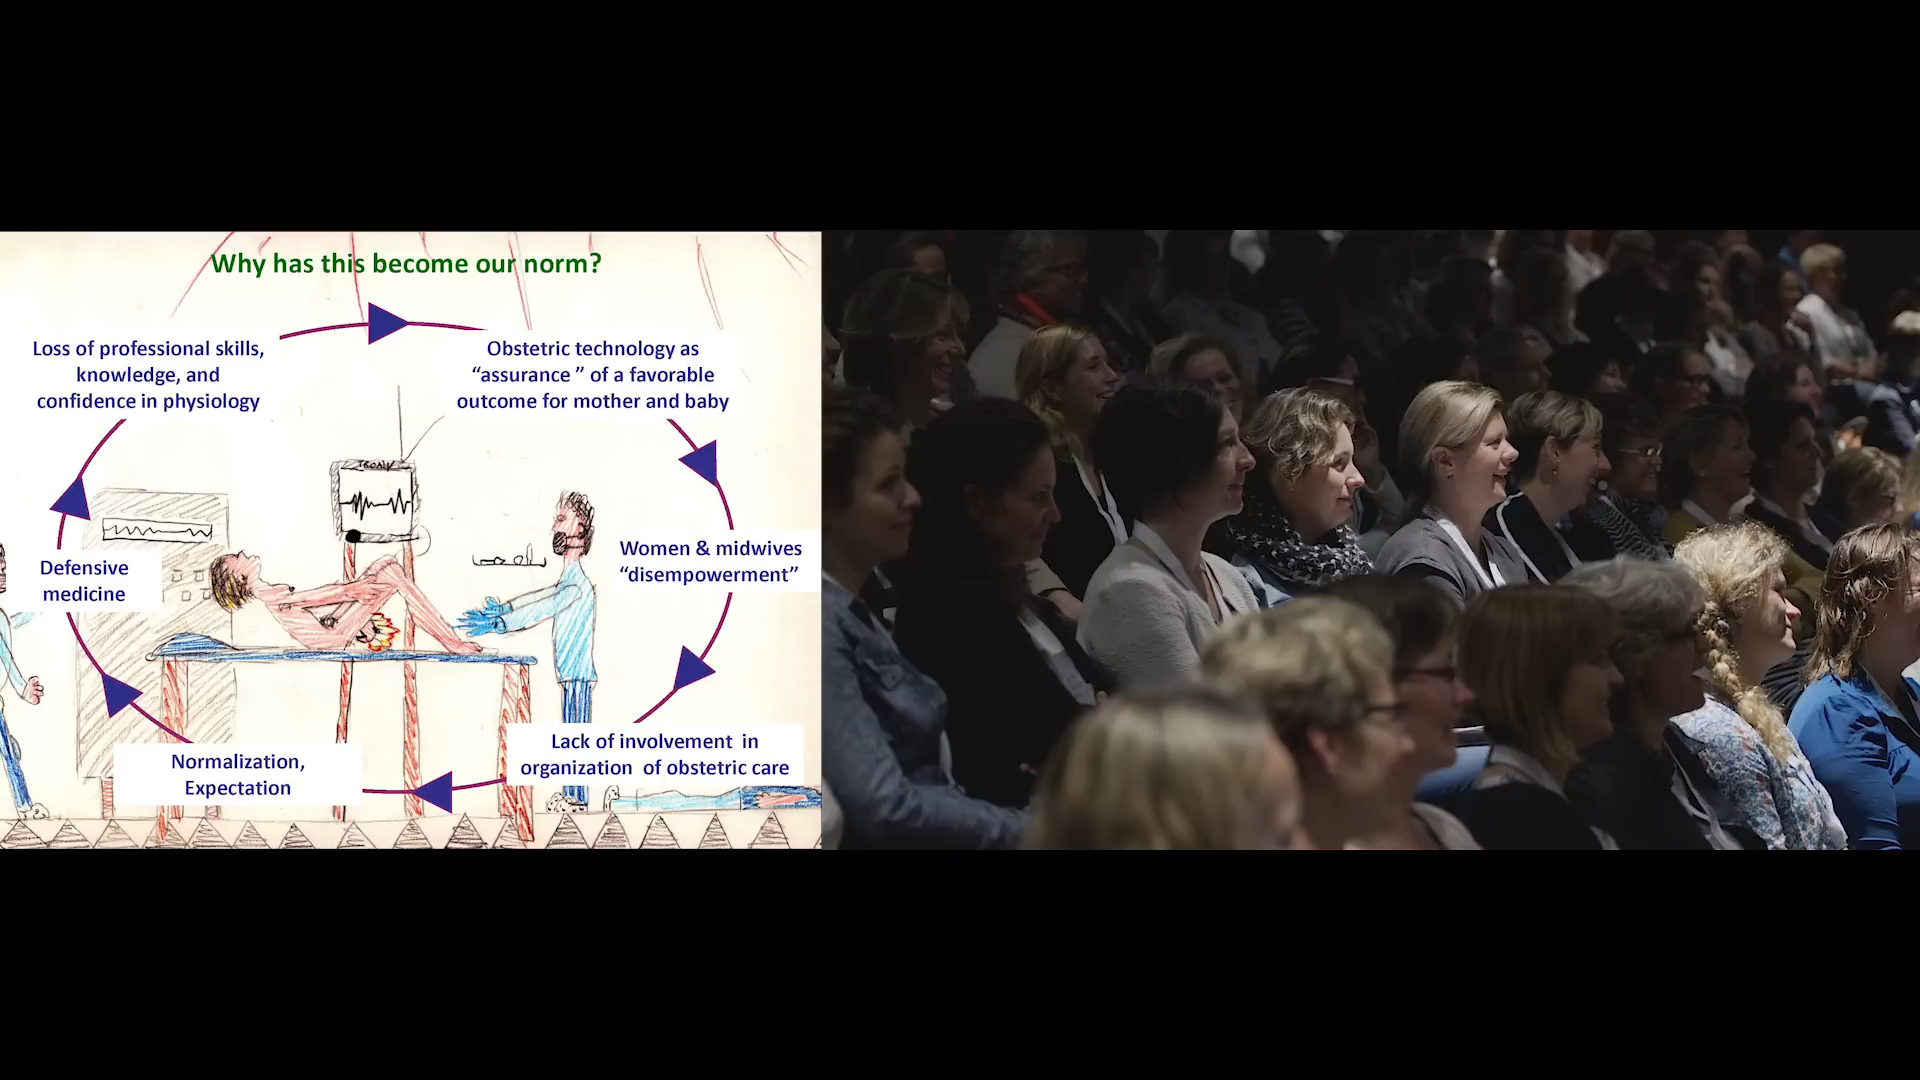 Why has this become our norm?
Loss of professional skills,
knowledge, and
confidence in physiology
Obstetric technology as
“assurance ” of a favorable
outcome for mother and baby
Women & midwives
“disempowerment”
Lack of involvement in
organization of obstetric care
Normalization,
Expectation
Defensive
medicine